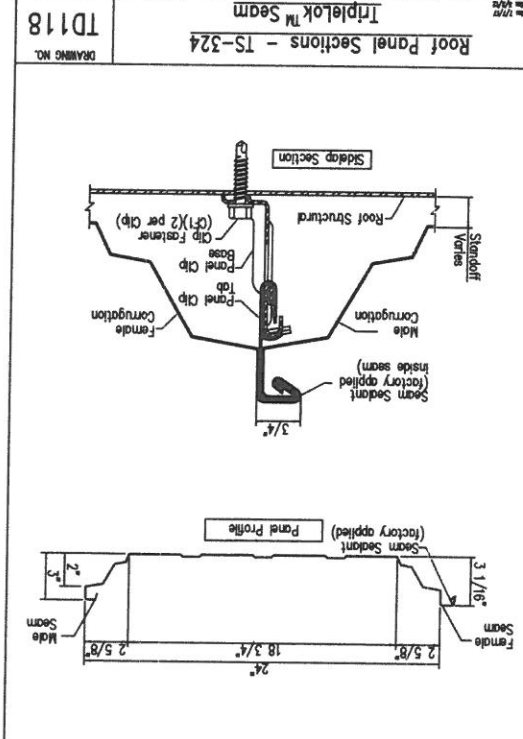 24"
2 5/8" 18 3/4" 2 5/8"
Male
Seam
Female
Seam
3"
2"
3 1/16"
Seam Sealant
(factory applied)
Panel Profile
3/4"
Seam Sealant
(factory applied
inside seam)
Female
Corrugation
Panel Clip
Tab
Male
Corrugation
Panel Clip
Base
Clip Fastener
(CF1)(2 per Clip)
Roof Structural
Standoff
Varies
Sidelap Section
Roof Panel Sections - TS-324
TripleLok ™ Seam
DRAWING NO.
TD118